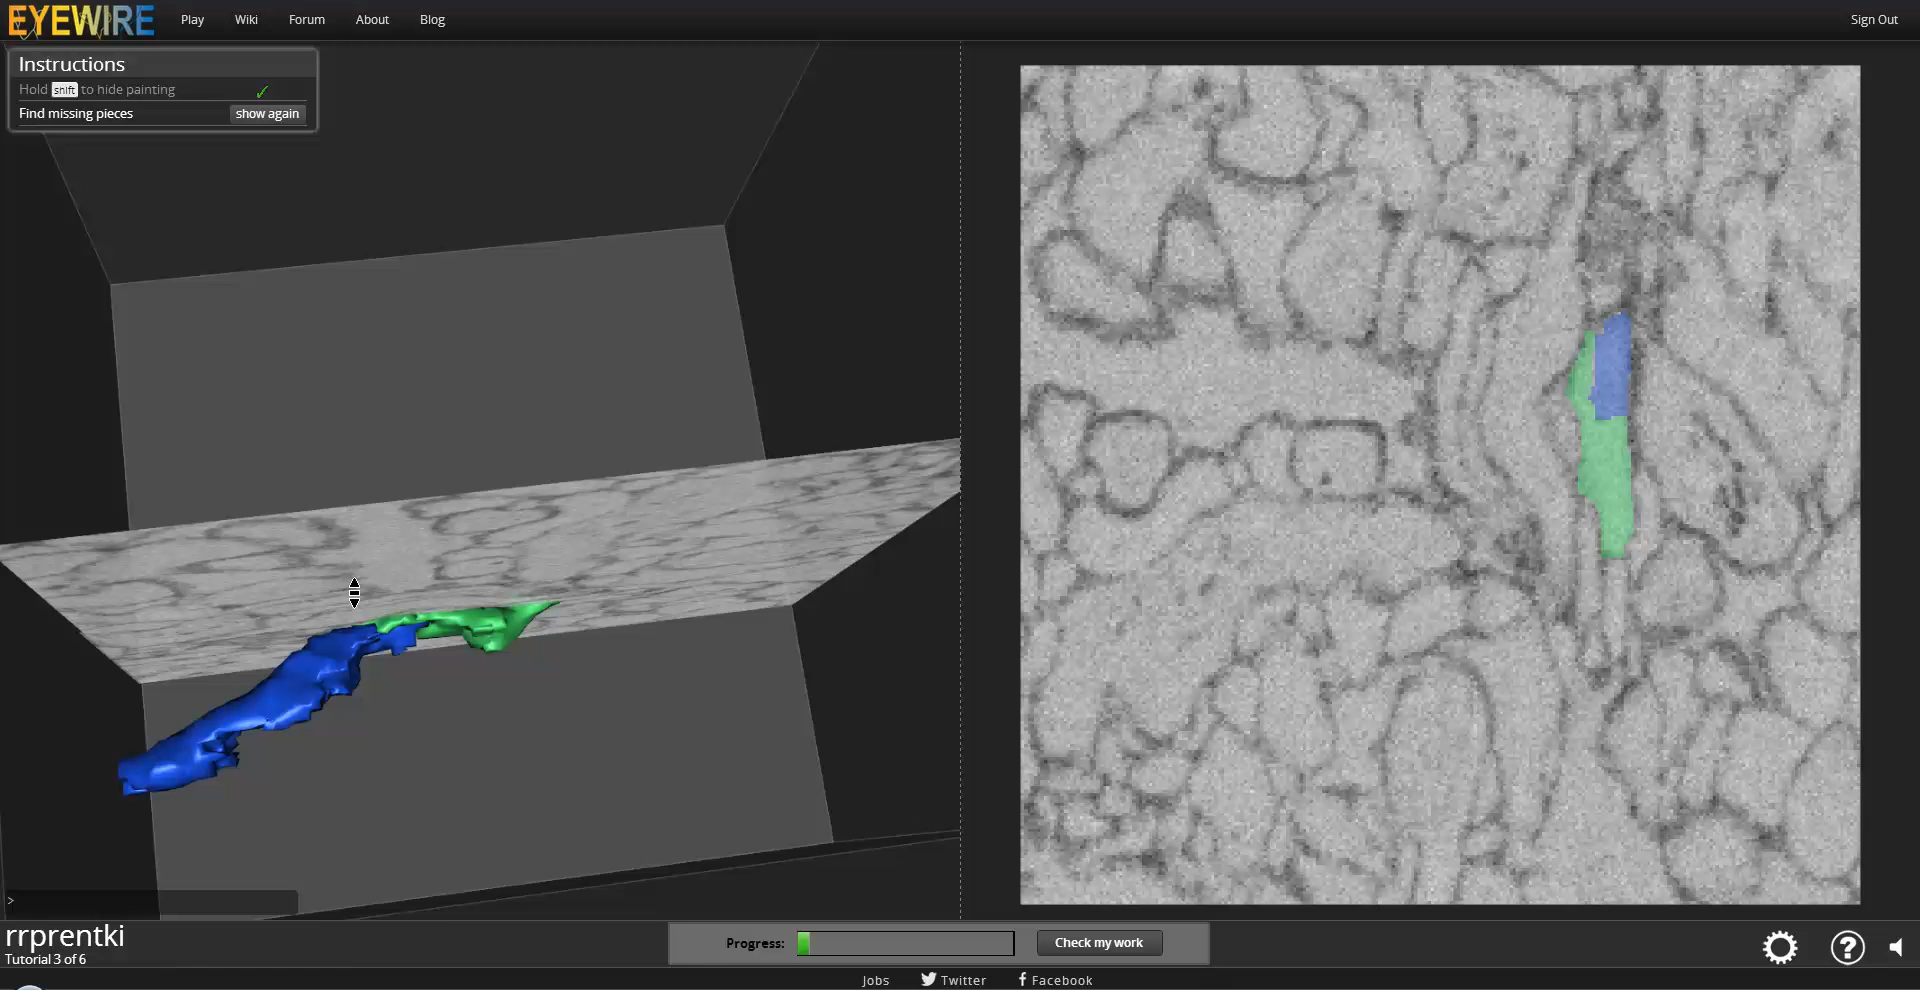 EYEWIRE Play Wiki Forum About Blog Sign Out
Instructions
Hold shift to hide painting ✓
Find missing pieces show again
>
rrprentki
Tutorial 3 of 6
Progress: Check my work
?
Jobs Twitter Facebook